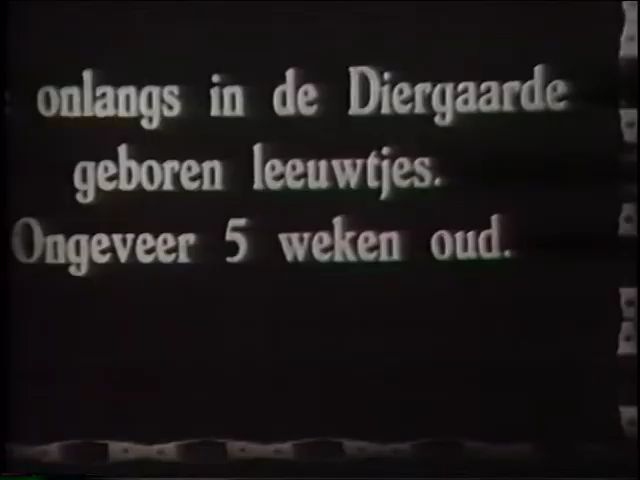 onlangs in de Diergaarde
geboren leeuwtjes.
Ongeveer 5 weken oud.